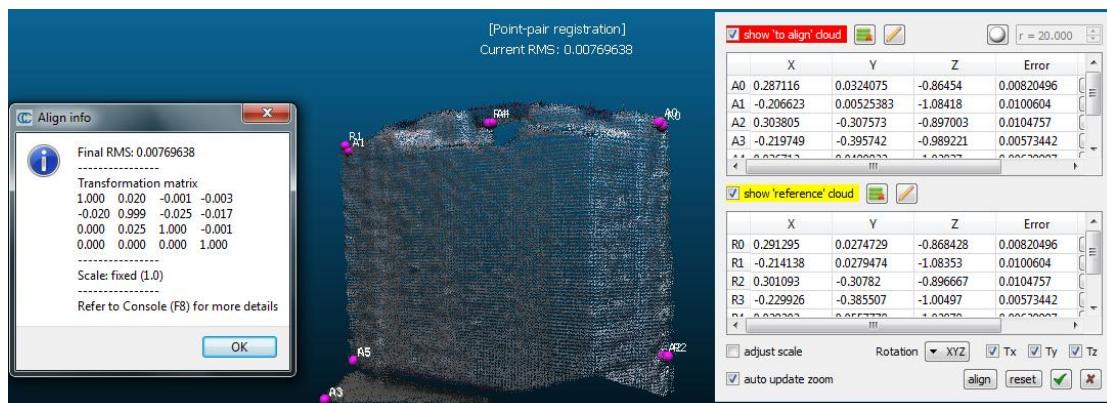 [Point-pair registration]
Current RMS: 0.00769638
Align info
Final RMS: 0.00769638
----------------
Transformation matrix
1.000 0.020 -0.001 -0.003
-0.020 0.999 -0.025 -0.017
0.000 0.025 1.000 -0.001
0.000 0.000 0.000 1.000
----------------
Scale: fixed (1.0)
----------------
Refer to Console (F8) for more details
OK
R1
A1
A0
A5
A3
show 'to align' cloud
r = 20.000
X Y Z Error
A0 0.287116 0.0324075 -0.86454 0.00820496
A1 -0.206623 0.00525383 -1.08418 0.0100604
A2 0.303805 -0.307573 -0.897003 0.0104757
A3 -0.219749 -0.395742 -0.989221 0.00573442
show 'reference' cloud
X Y Z Error
R0 0.291295 0.0274729 -0.868428 0.00820496
R1 -0.214138 0.0279474 -1.08353 0.0100604
R2 0.301093 -0.30782 -0.896667 0.0104757
R3 -0.229926 -0.385507 -1.00497 0.00573442
adjust scale Rotation XYZ Tx Ty Tz
auto update zoom align reset